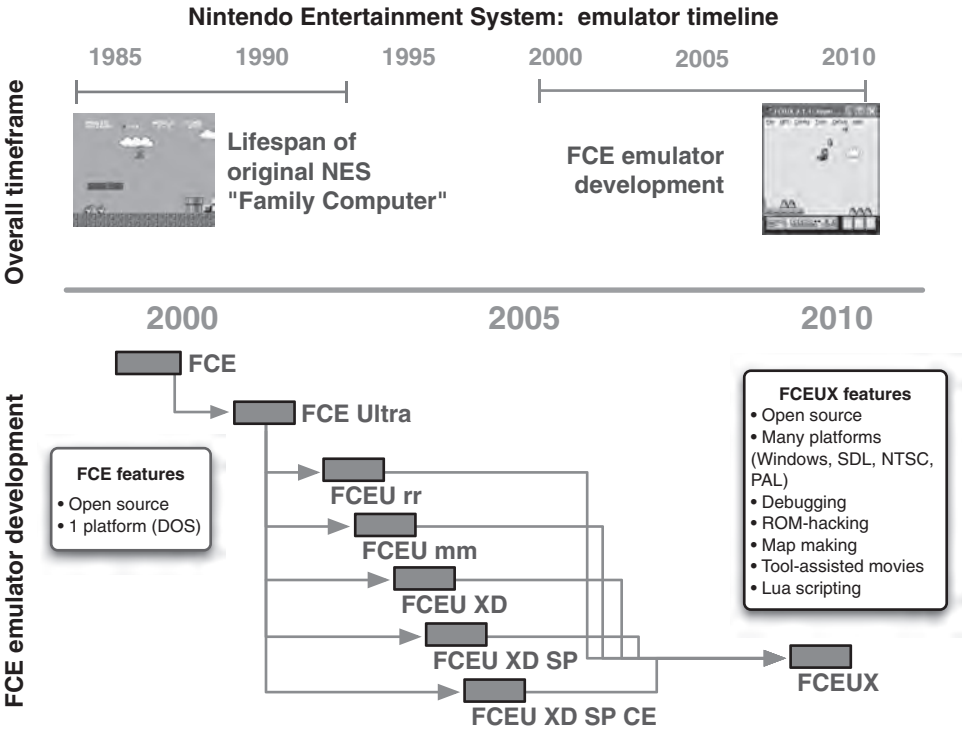 Nintendo Entertainment System: emulator timeline
1985 1990 1995 2000 2005 2010
Overall timeframe
Lifespan of
original NES
"Family Computer"
FCE emulator
development
2000 2005 2010
FCE emulator development
FCE
FCE Ultra
FCE features
• Open source
• 1 platform (DOS)
FCEU rr
FCEU mm
FCEU XD
FCEU XD SP
FCEU XD SP CE
FCEUX features
• Open source
• Many platforms
(Windows, SDL, NTSC,
PAL)
• Debugging
• ROM-hacking
• Map making
• Tool-assisted movies
• Lua scripting
FCEUX